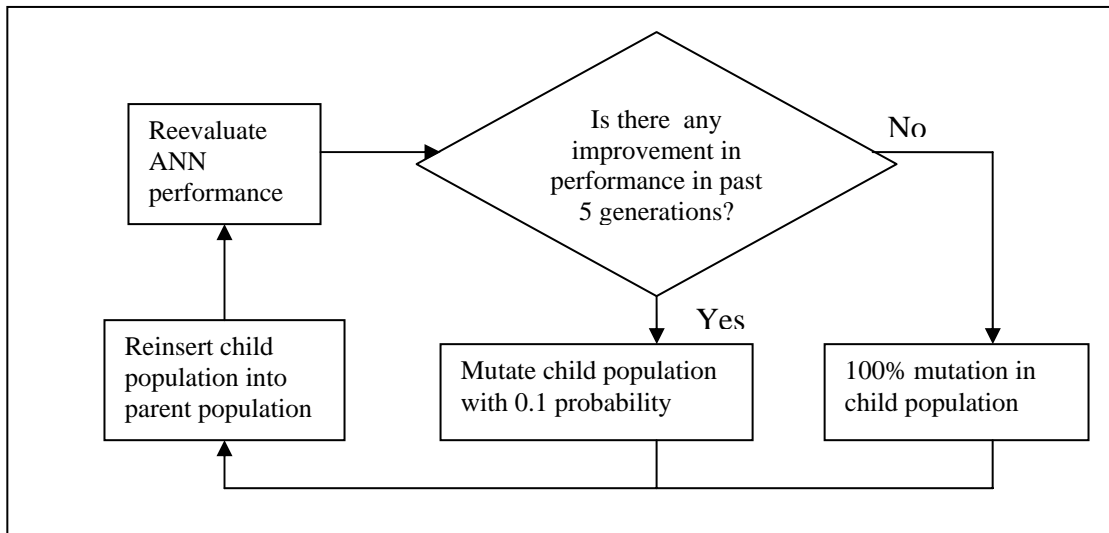 Reevaluate
ANN
performance
Is there any
improvement in
performance in past
5 generations?
No
Yes
Reinsert child
population into
parent population
Mutate child population
with 0.1 probability
100% mutation in
child population